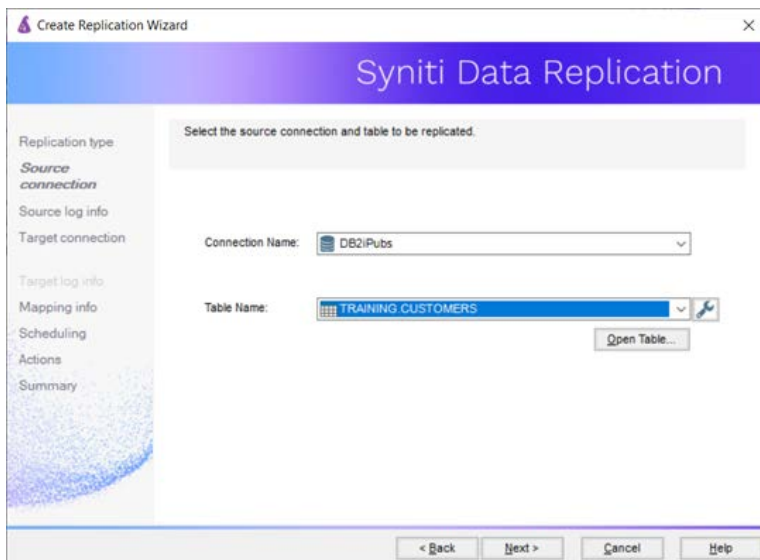 Create Replication Wizard
Syniti Data Replication
Replication type
Source
connection
Source log info
Target connection
Target log info
Mapping info
Scheduling
Actions
Summary
Select the source connection and table to be replicated.
Connection Name:
DB2iPubs
Table Name:
TRAINING.CUSTOMERS
Open Table...
< Back
Next >
Cancel
Help